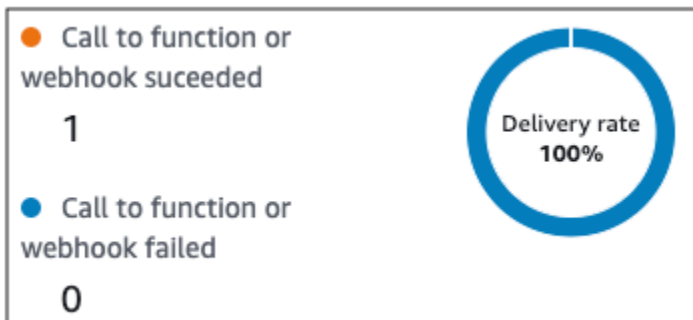 Call to function or
webhook suceeded
1
Call to function or
webhook failed
0
Delivery rate
100%